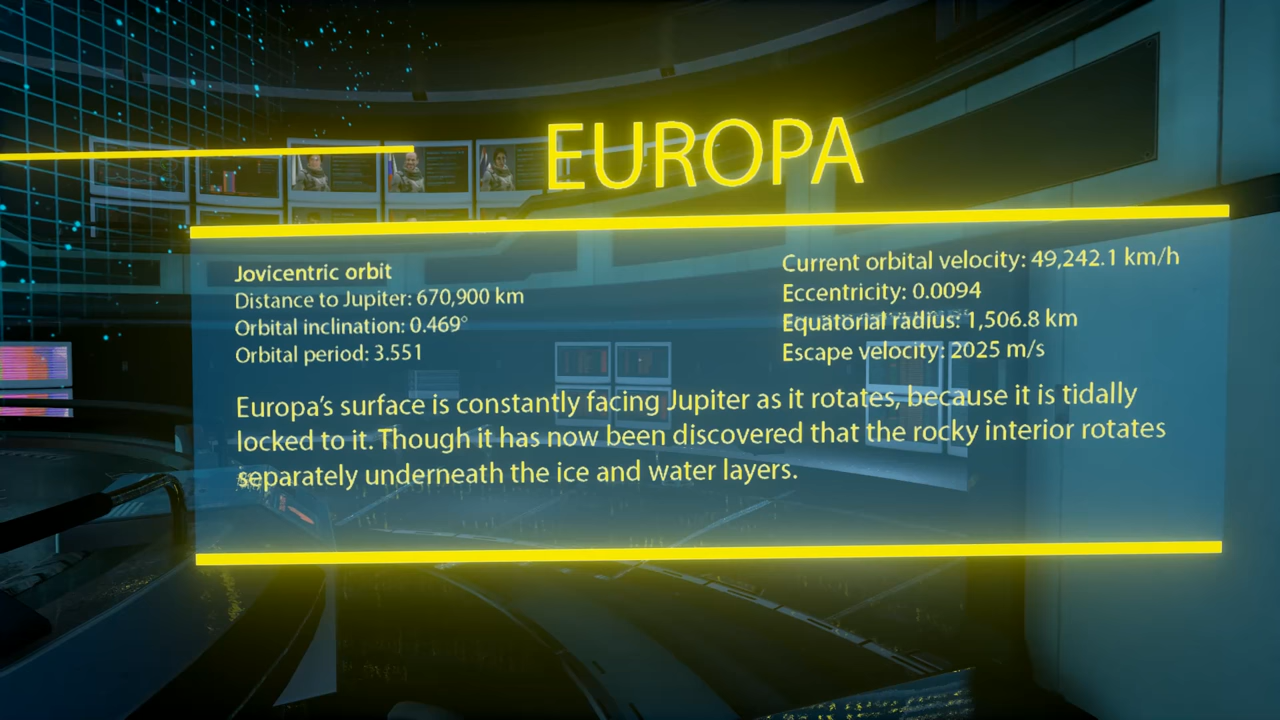 EUROPA
Jovicentric orbit
Distance to Jupiter: 670,900 km
Orbital inclination: 0.469°
Orbital period: 3.551
Current orbital velocity: 49,242.1 km/h
Eccentricity: 0.0094
Equatorial radius: 1,506.8 km
Escape velocity: 2025 m/s
Europa's surface is constantly facing Jupiter as it rotates, because it is tidally
locked to it. Though it has now been discovered that the rocky interior rotates
separately underneath the ice and water layers.